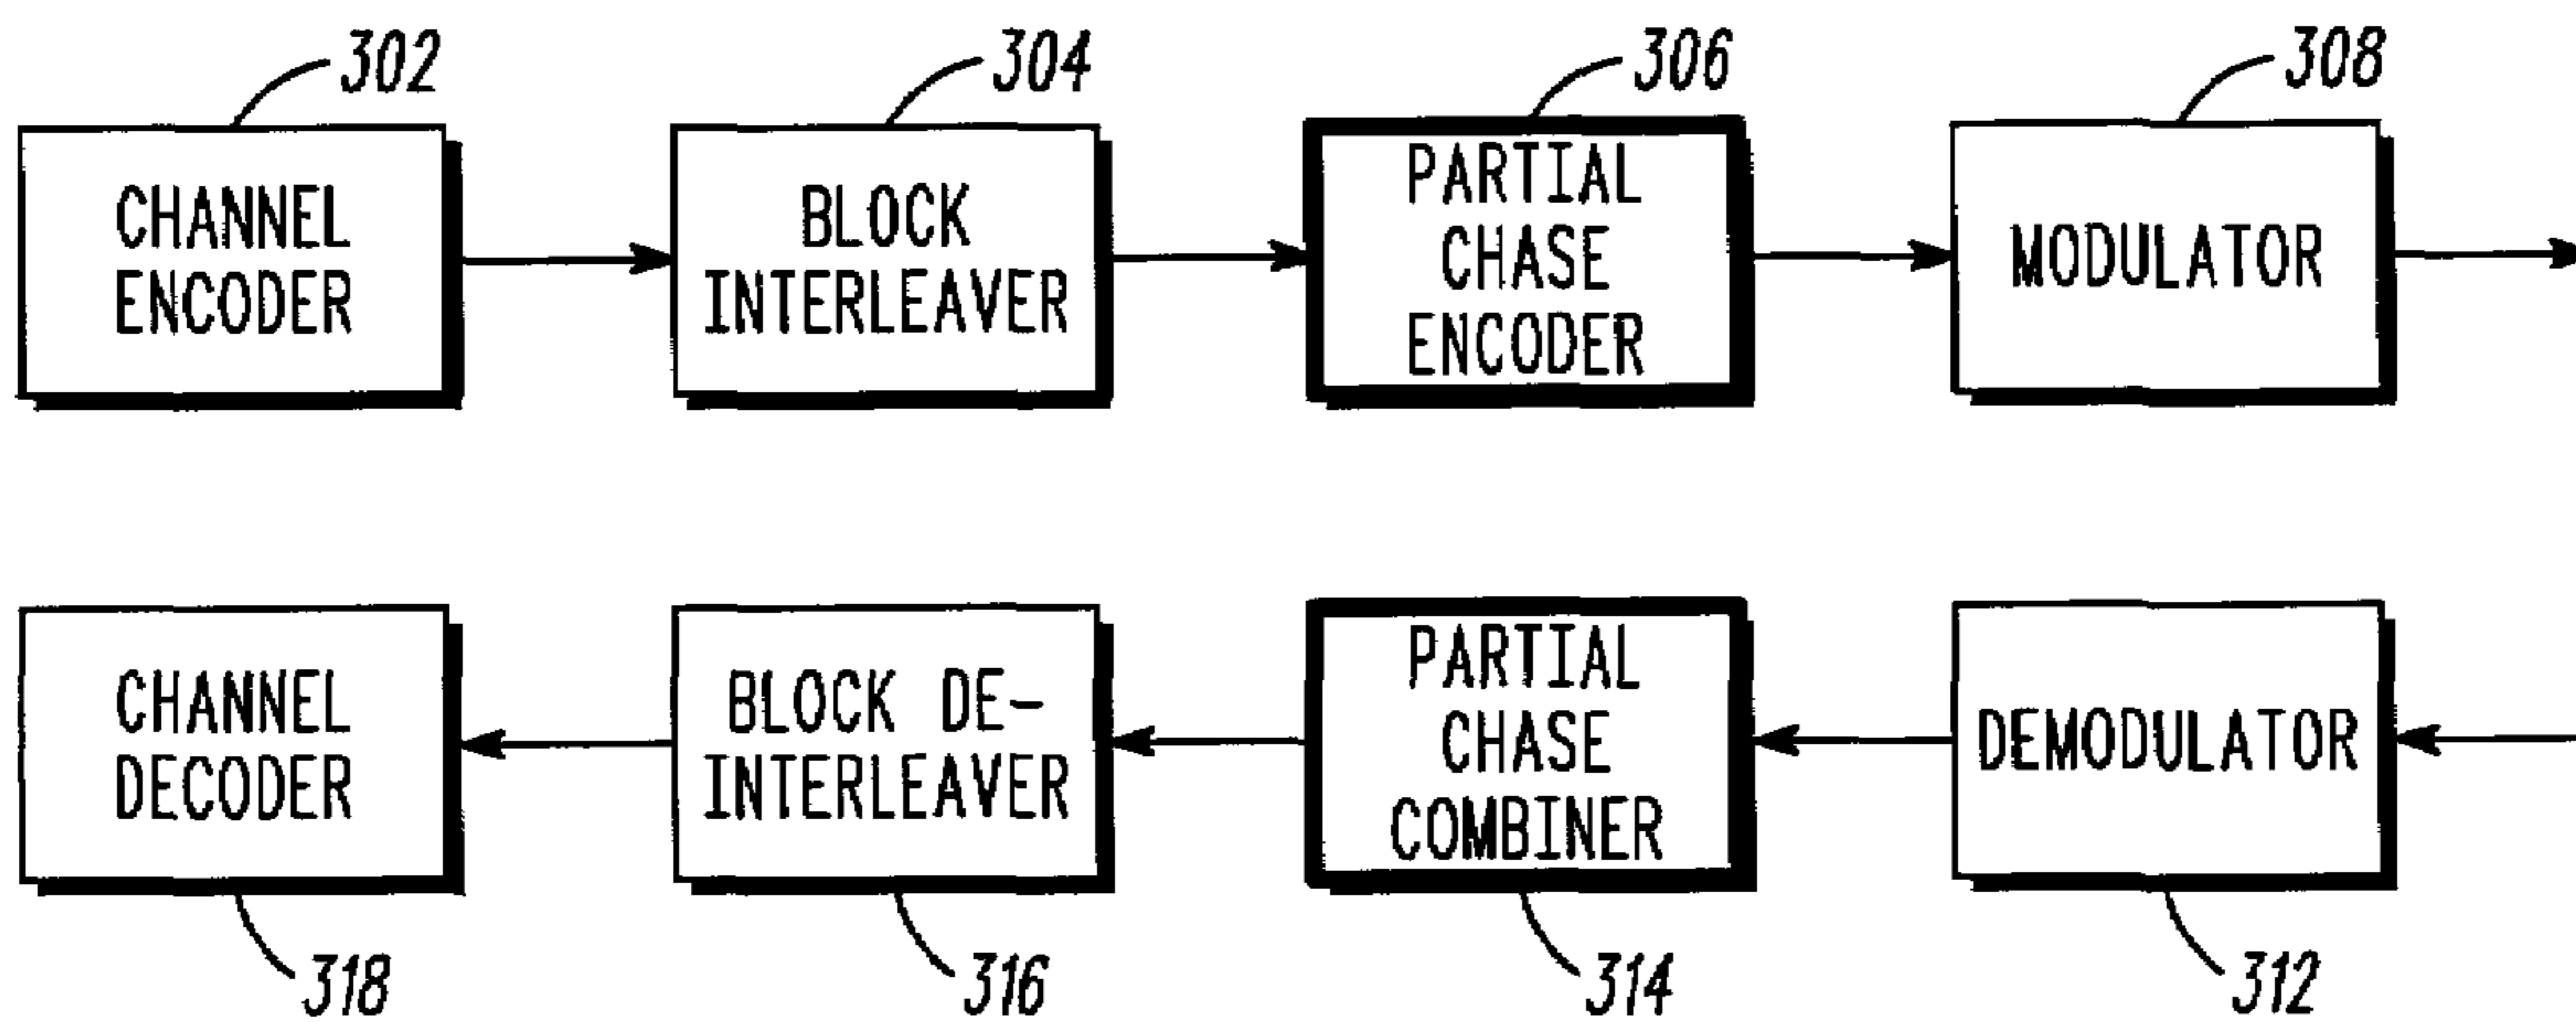 302
304
306
308
CHANNEL
ENCODER
BLOCK
INTERLEAVER
PARTIAL
CHASE
ENCODER
MODULATOR
CHANNEL
DECODER
BLOCK DE-
INTERLEAVER
PARTIAL
CHASE
COMBINER
DEMODULATOR
318
316
314
312